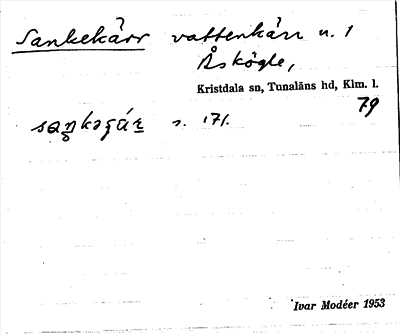 Sankekärr vattenkärr n. 1
Åskögle,
Kristdala sn, Tunaläns hd, Klm. l.
79
s. 171.
Ivar Modéer 1953